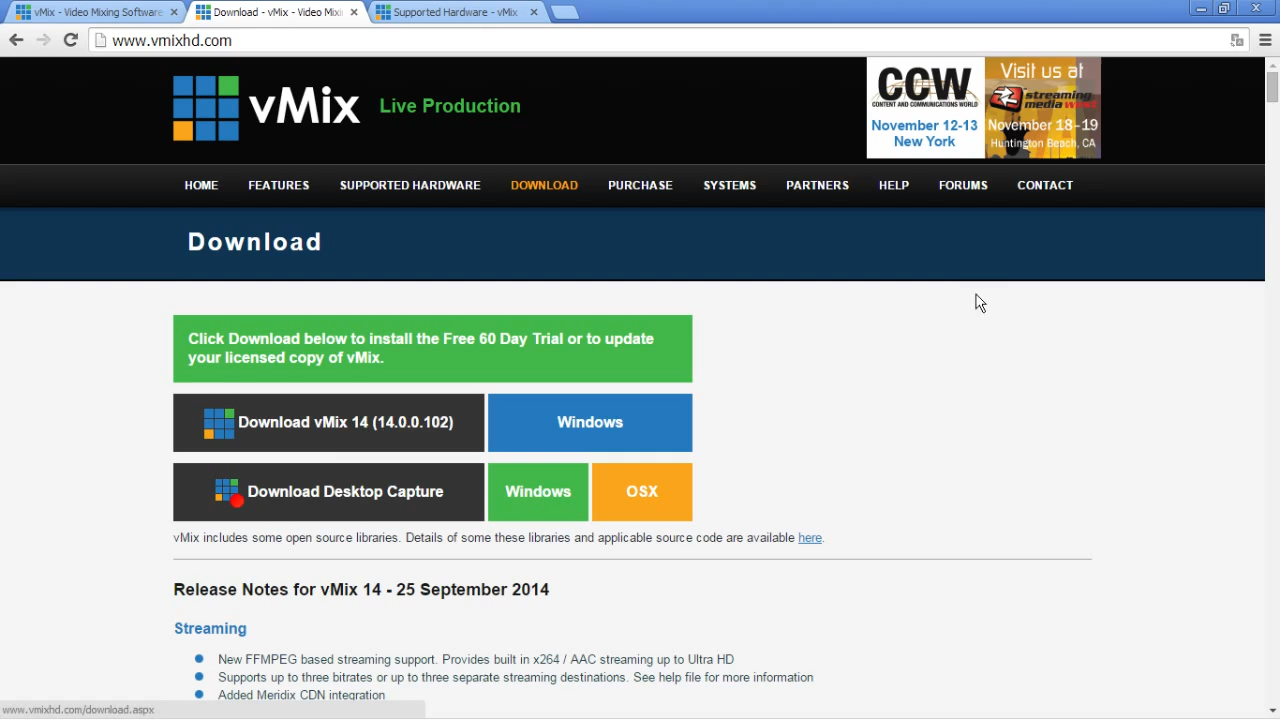 vMix - Video Mixing Software
Download - vMix - Video Mixi
Supported Hardware - vMix
www.vmixhd.com
vMix
Live Production
CCW
CONTENT AND COMMUNICATIONS WORLD
November 12-13
New York
Visit us at
streaming
media west
November 18-19
Huntington Beach, CA
HOME
FEATURES
SUPPORTED HARDWARE
DOWNLOAD
PURCHASE
SYSTEMS
PARTNERS
HELP
FORUMS
CONTACT
Download
Click Download below to install the Free 60 Day Trial or to update
your licensed copy of vMix.
Download vMix 14 (14.0.0.102)
Windows
Download Desktop Capture
Windows
OSX
vMix includes some open source libraries. Details of some these libraries and applicable source code are available here.
Release Notes for vMix 14 - 25 September 2014
Streaming
New FFMPEG based streaming support. Provides built in x264 / AAC streaming up to Ultra HD
Supports up to three bitrates or up to three separate streaming destinations. See help file for more information
Added Meridix CDN integration
www.vmixhd.com/download.aspx